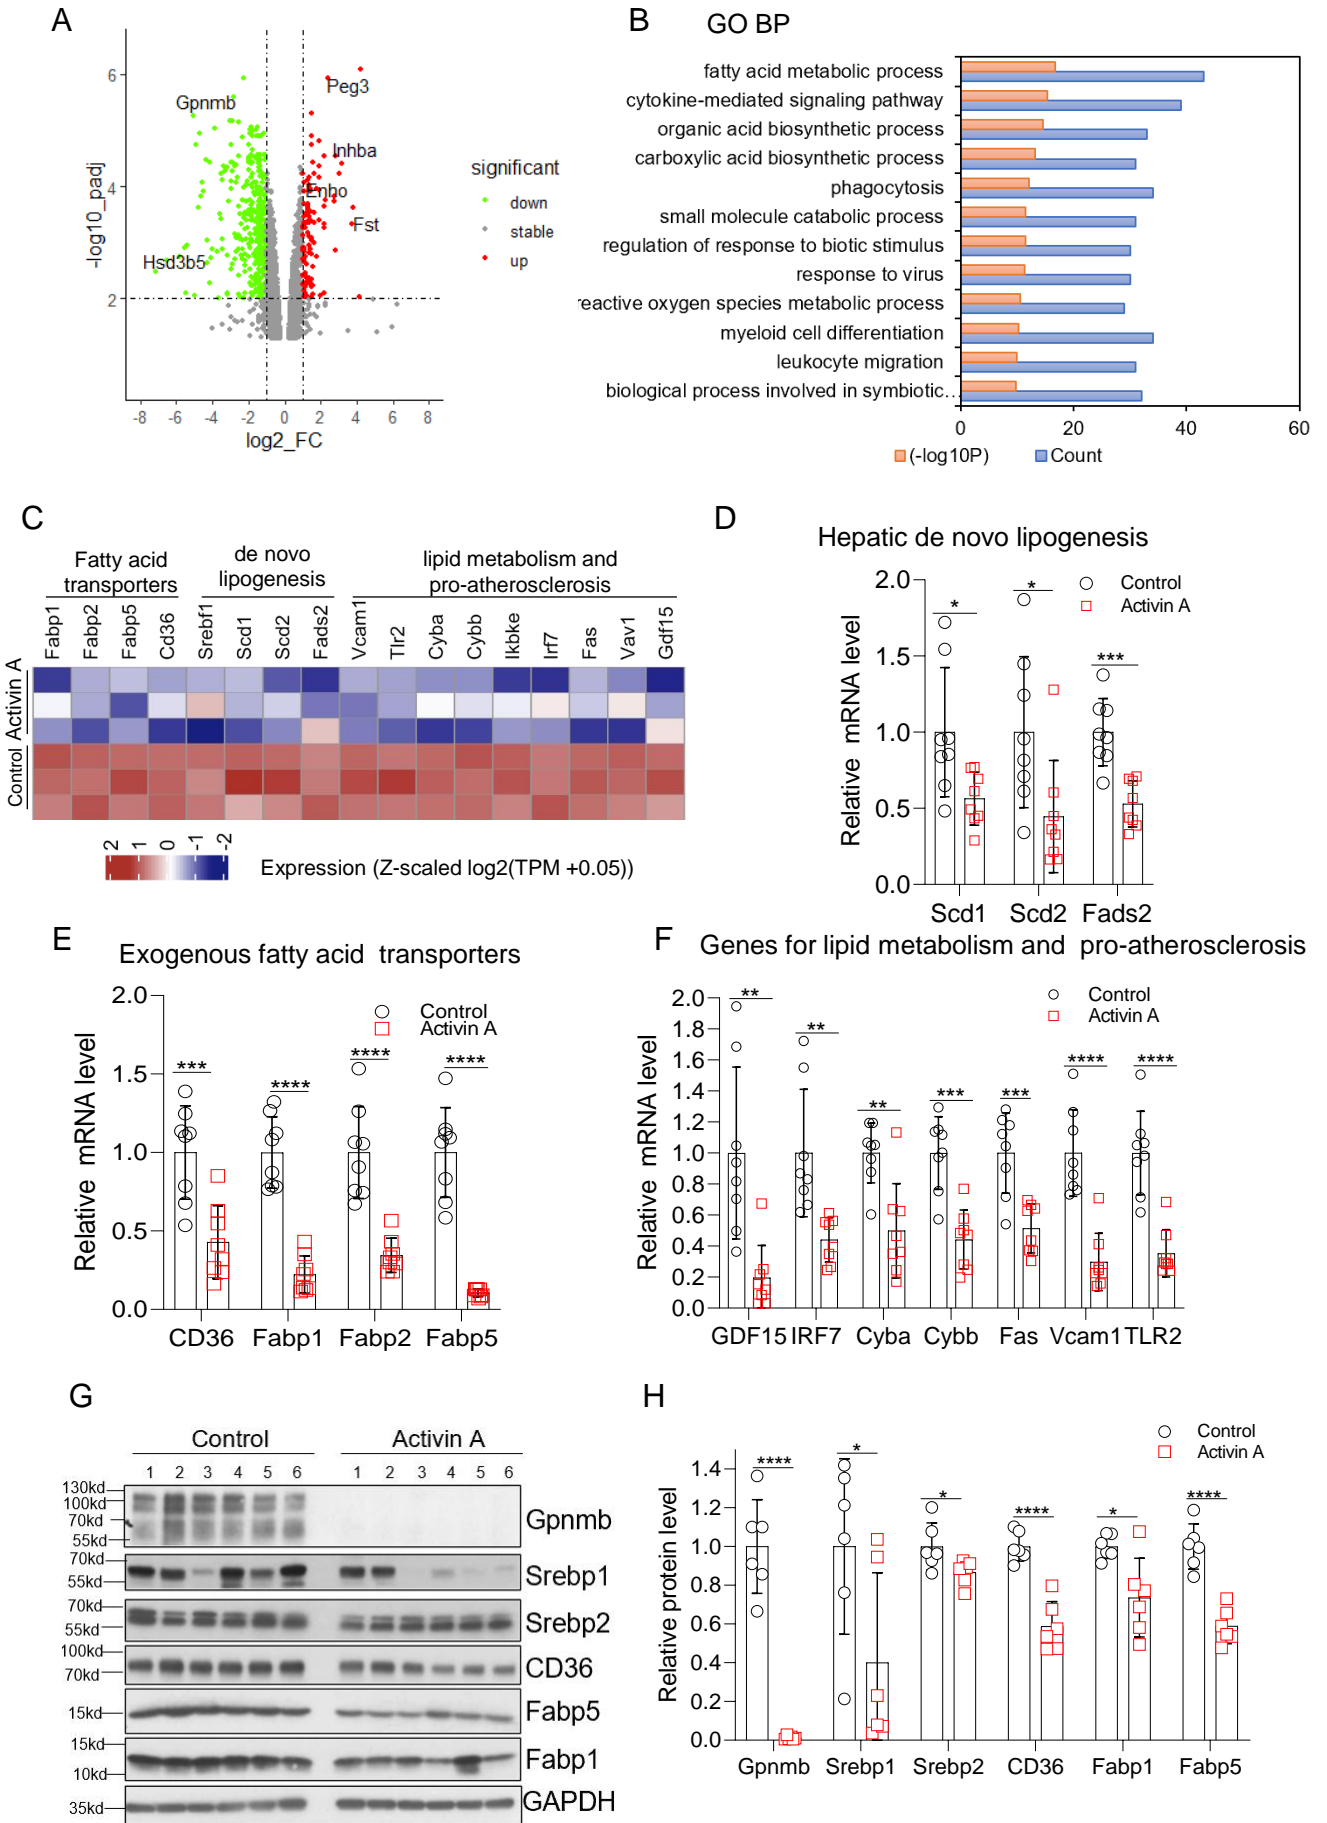 A
-log10_padj
6
4
2
Gpnmb
Peg3
Inhba
Enho
Fst
Hsd3b5
-8 -6 -4 -2 0 2 4 6 8
log2_FC
significant
down
stable
up
B
GO BP
fatty acid metabolic process
cytokine-mediated signaling pathway
organic acid biosynthetic process
carboxylic acid biosynthetic process
phagocytosis
small molecule catabolic process
regulation of response to biotic stimulus
response to virus
reactive oxygen species metabolic process
myeloid cell differentiation
leukocyte migration
biological process involved in symbiotic…
0 20 40 60
(-log10P) Count
C
Fatty acid
transporters
de novo
lipogenesis
lipid metabolism and
pro-atherosclerosis
Fabp1 Fabp2 Fabp5 Cd36 Srebf1 Scd1 Scd2 Fads2 Vcam1 Tlr2 Cyba Cybb Ikbke Irf7 Fas Vav1 Gdf15
Activin A
Control
2 1 0 -1 -2
Expression (Z-scaled log2(TPM +0.05))
D
Hepatic de novo lipogenesis
Control
Activin A
Relative mRNA level
2.0
1.5
1.0
0.5
0.0
* * ***
Scd1 Scd2 Fads2
E
Exogenous fatty acid transporters
Control
Activin A
Relative mRNA level
2.0
1.5
1.0
0.5
0.0
*** **** **** ****
CD36 Fabp1 Fabp2 Fabp5
F
Genes for lipid metabolism and pro-atherosclerosis
Control
Activin A
Relative mRNA level
2.0
1.8
1.6
1.4
1.2
1.0
0.8
0.6
0.4
0.2
0.0
** ** ** *** *** **** ****
GDF15 IRF7 Cyba Cybb Fas Vcam1 TLR2
G
Control Activin A
1 2 3 4 5 6 1 2 3 4 5 6
130kd
100kd
70kd
55kd
Gpnmb
70kd
55kd
Srebp1
70kd
55kd
Srebp2
100kd
70kd
CD36
15kd
Fabp5
15kd
10kd
Fabp1
35kd
GAPDH
H
Control
Activin A
Relative protein level
1.4
1.2
1.0
0.8
0.6
0.4
0.2
0.0
**** * * **** * ****
Gpnmb Srebp1 Srebp2 CD36 Fabp1 Fabp5